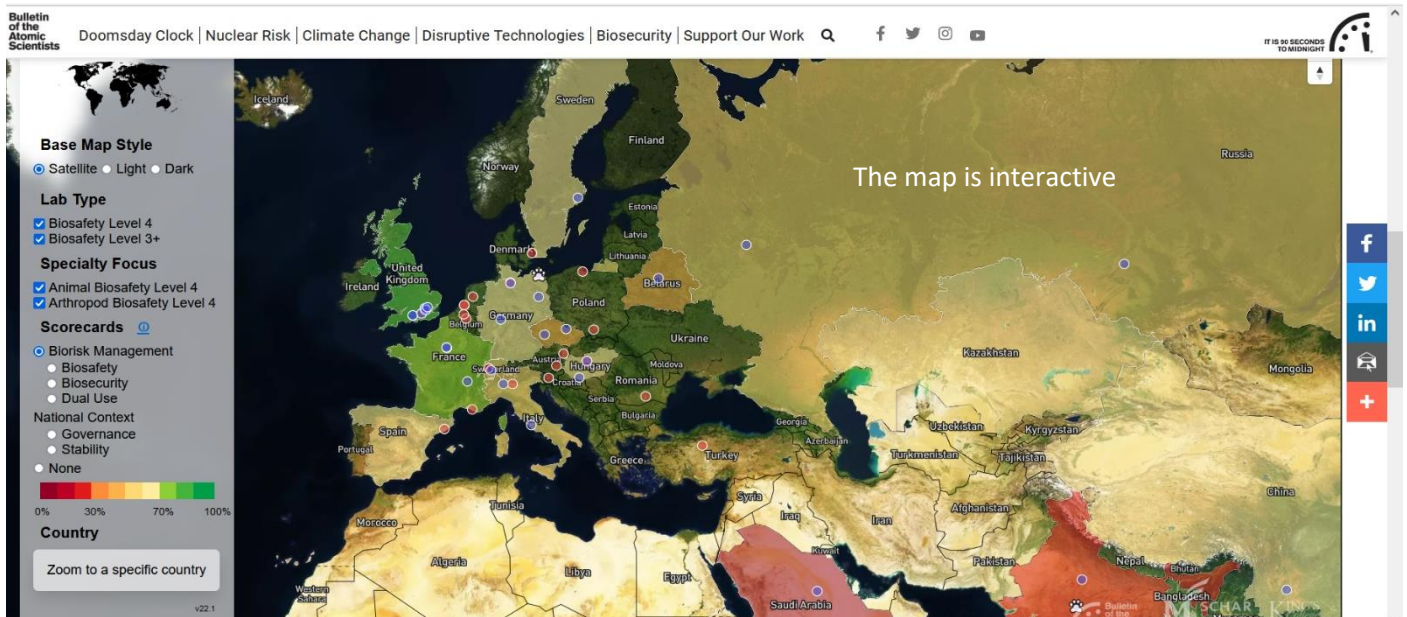 Bulletin
of the
Atomic
Scientists
Doomsday Clock | Nuclear Risk | Climate Change | Disruptive Technologies | Biosecurity | Support Our Work
IT IS 90 SECONDS
TO MIDNIGHT
Base Map Style
Satellite Light Dark
Lab Type
Biosafety Level 4
Biosafety Level 3+
Specialty Focus
Animal Biosafety Level 4
Arthropod Biosafety Level 4
Scorecards
Biorisk Management
Biosafety
Biosecurity
Dual Use
National Context
Governance
Stability
None
0% 30% 70% 100%
Country
Zoom to a specific country
v22.1
The map is interactive
Iceland
Sweden
Finland
Norway
Russia
Estonia
Latvia
Lithuania
Denmark
United
Kingdom
Ireland
Belarus
Poland
Germany
Belgium
Ukraine
France
Kazakhstan
Mongolia
Austria
Hungary
Moldova
Switzerland
Croatia
Romania
Serbia
Bulgaria
Italy
Spain
Portugal
Georgia
Azerbaijan
Uzbekistan
Kyrgyzstan
Greece
Turkey
Turkmenistan
Tajikistan
China
Syria
Tunisia
Morocco
Iraq
Iran
Afghanistan
Kuwait
Algeria
Libya
Egypt
Pakistan
Nepal
Bhutan
Western
Sahara
Saudi Arabia
Bangladesh
Bulletin
of the
SCHAR
in